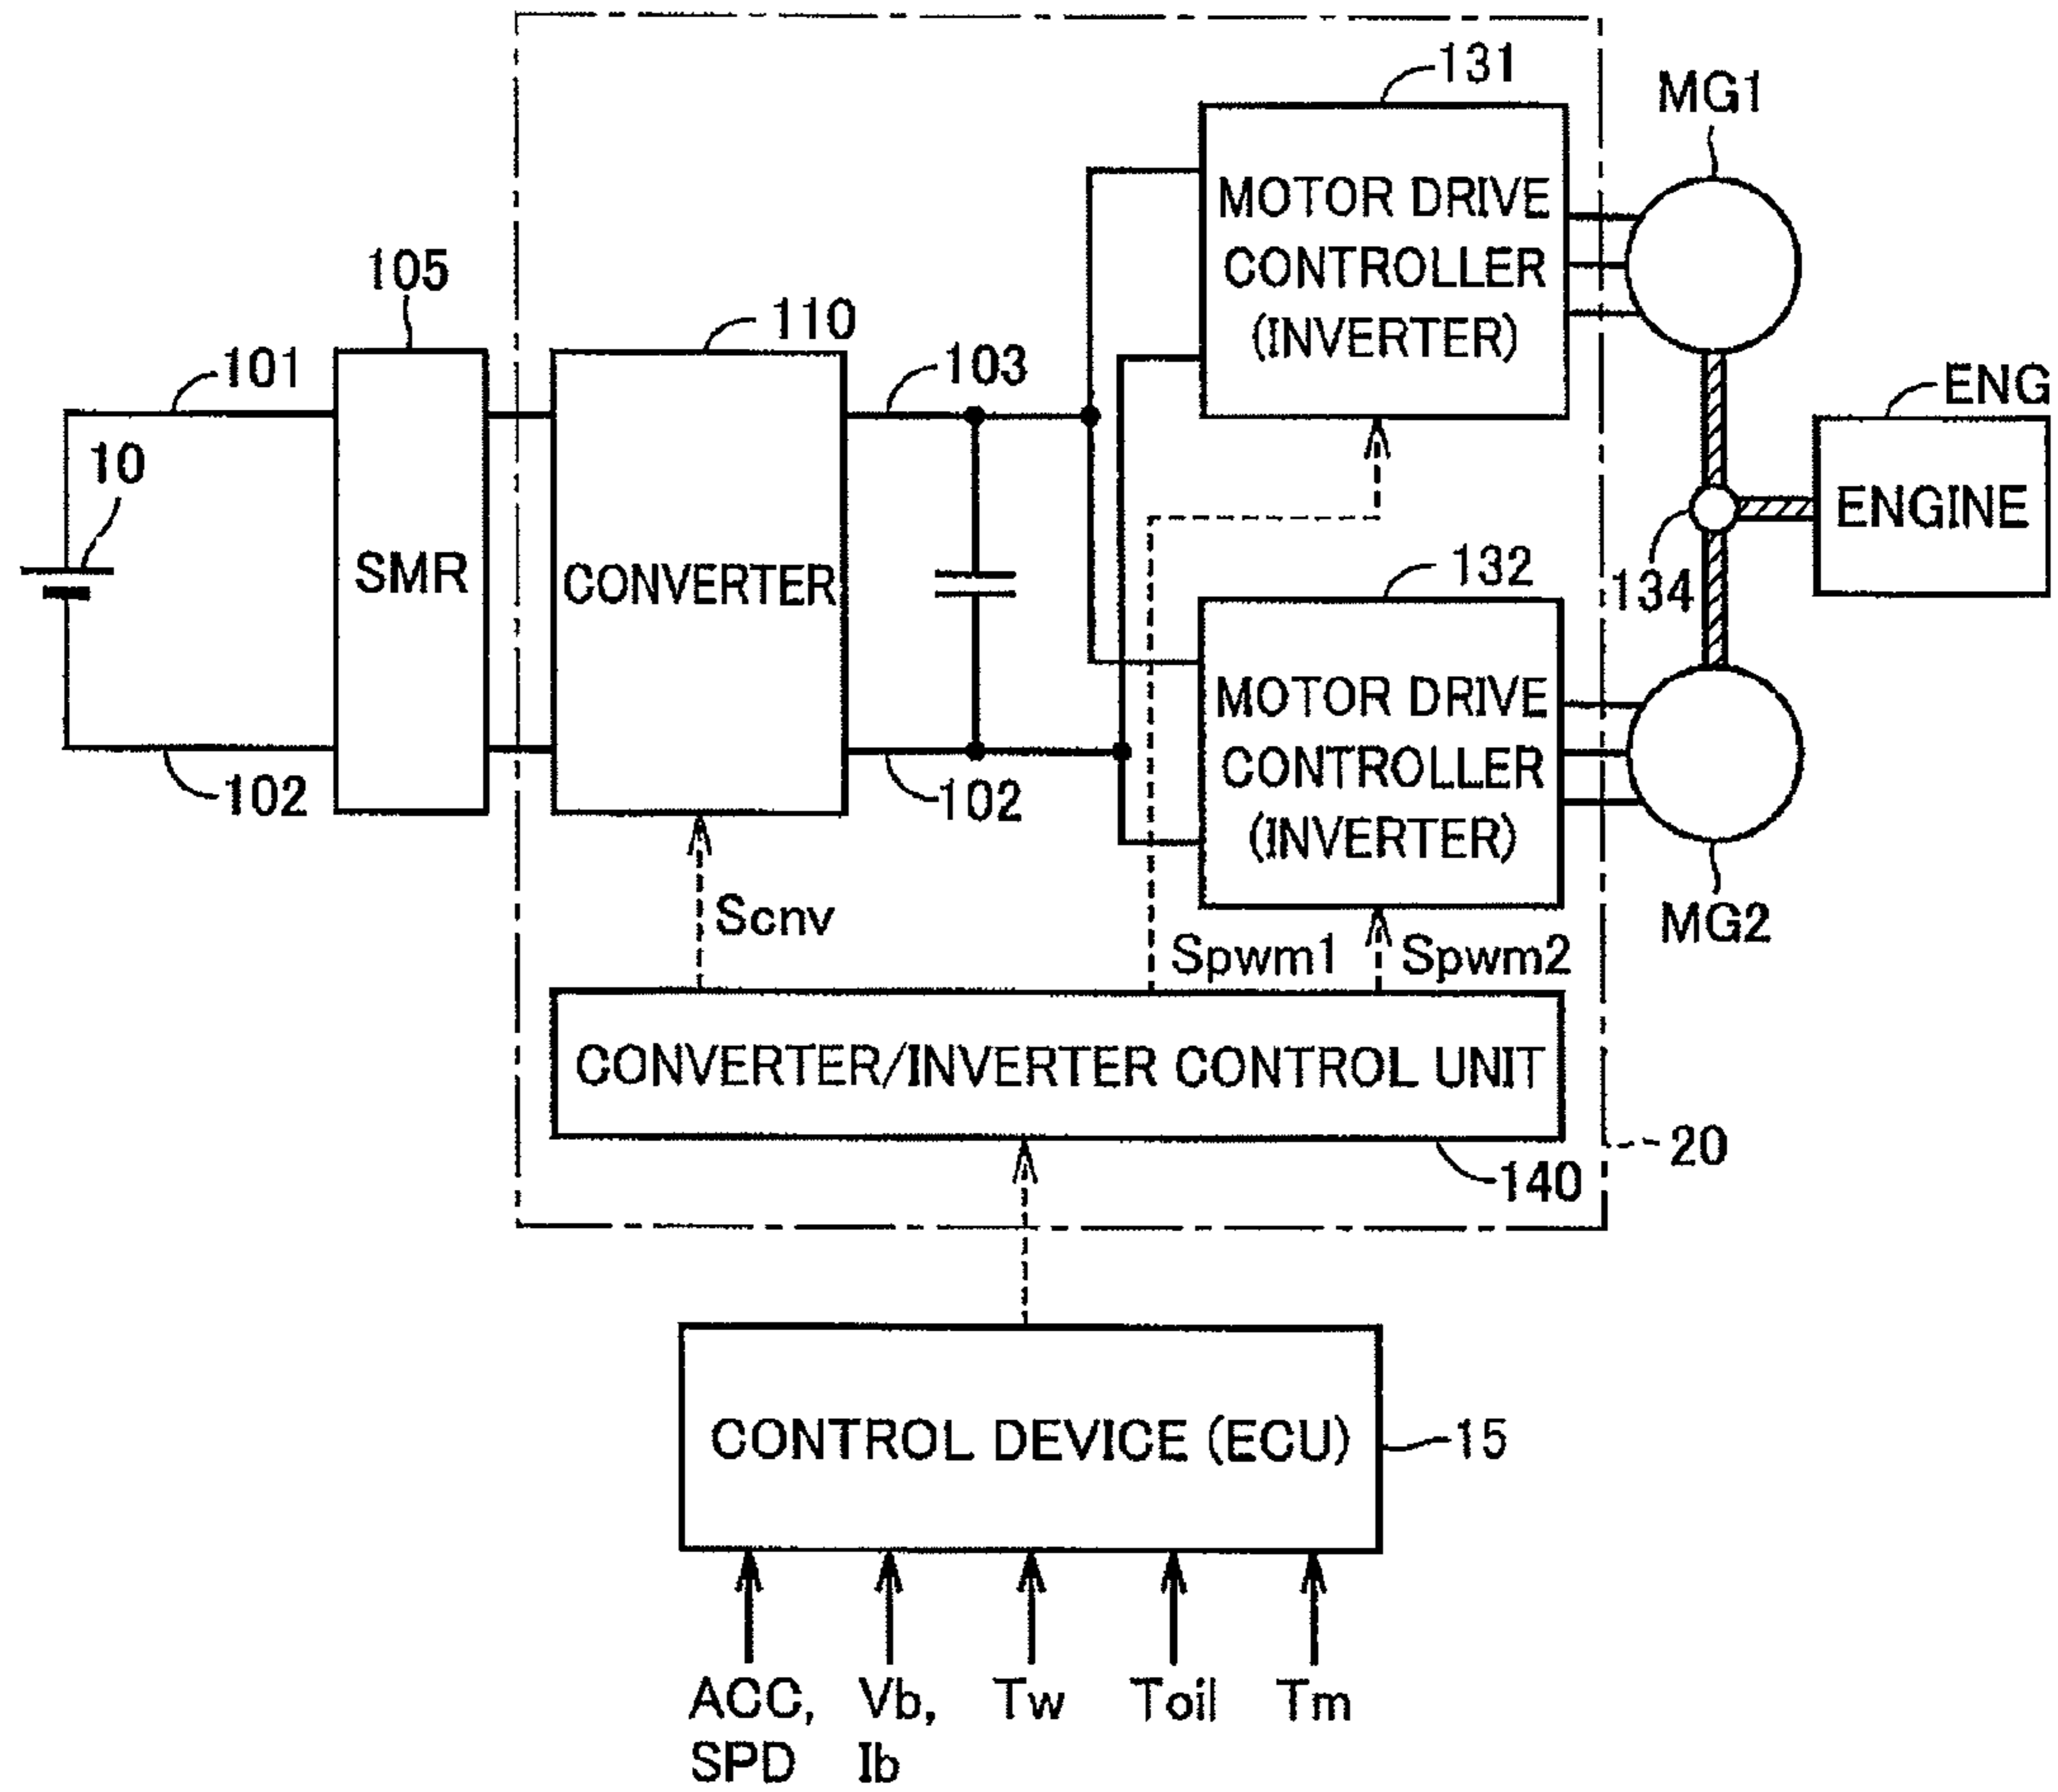 131
MG1
MOTOR DRIVE
CONTROLLER
(INVERTER)
105
110
101
103
ENG
10
ENGINE
SMR
CONVERTER
132
134
MOTOR DRIVE
CONTROLLER
(INVERTER)
102
102
Scnv
MG2
Spwm1
Spwm2
CONVERTER/INVERTER CONTROL UNIT
20
140
CONTROL DEVICE (ECU)
15
ACC,
SPD
Vb,
Ib
Tw
Toil
Tm